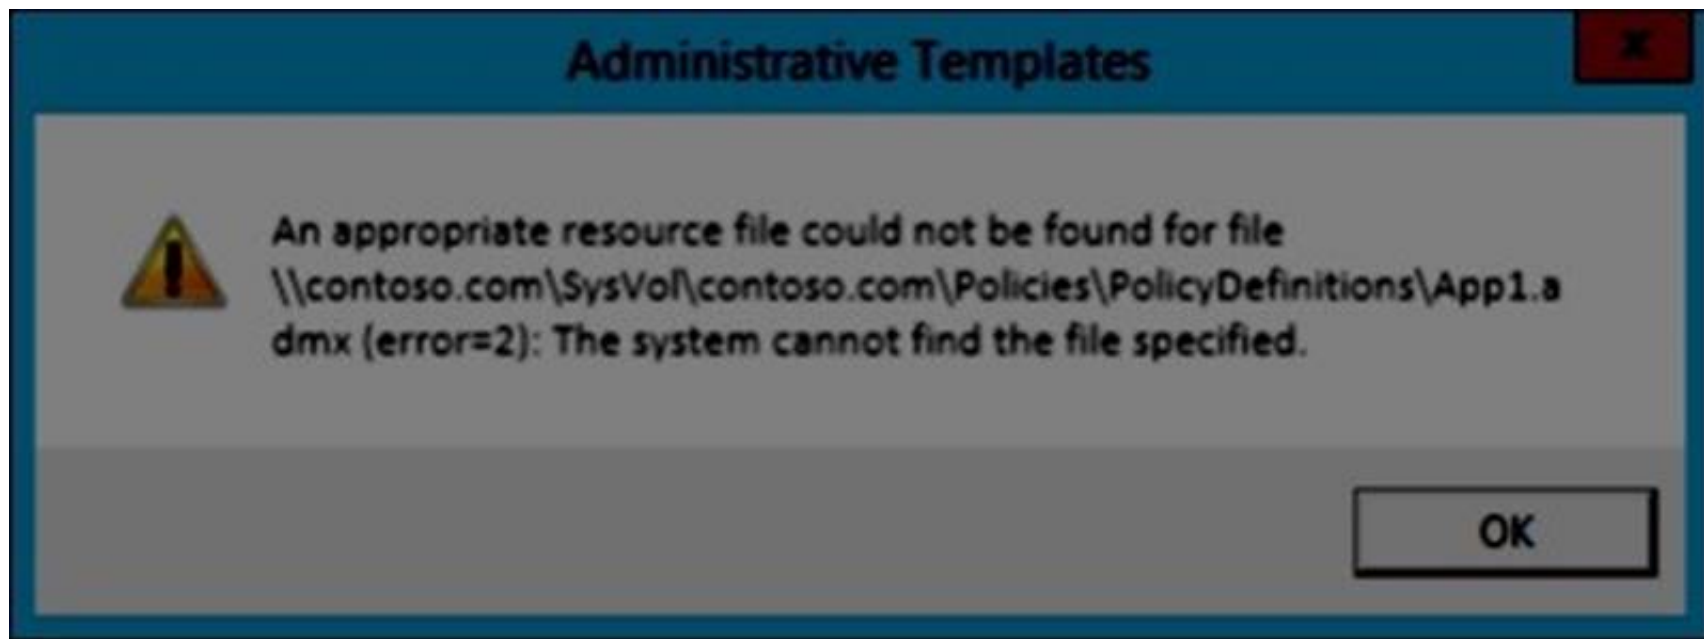 Administrative Templates
x
An appropriate resource file could not be found for file
\\contoso.com\SysVol\contoso.com\Policies\PolicyDefinitions\App1.a
dmx (error=2): The system cannot find the file specified.
OK